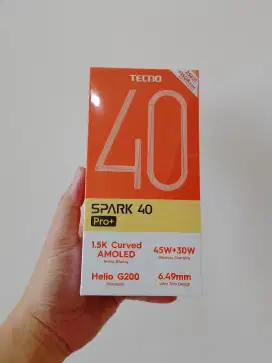 TECNO
40
SPARK 40
Pro+
1.5K Curved
AMOLED
45W+30W
Helio G200
6.49mm